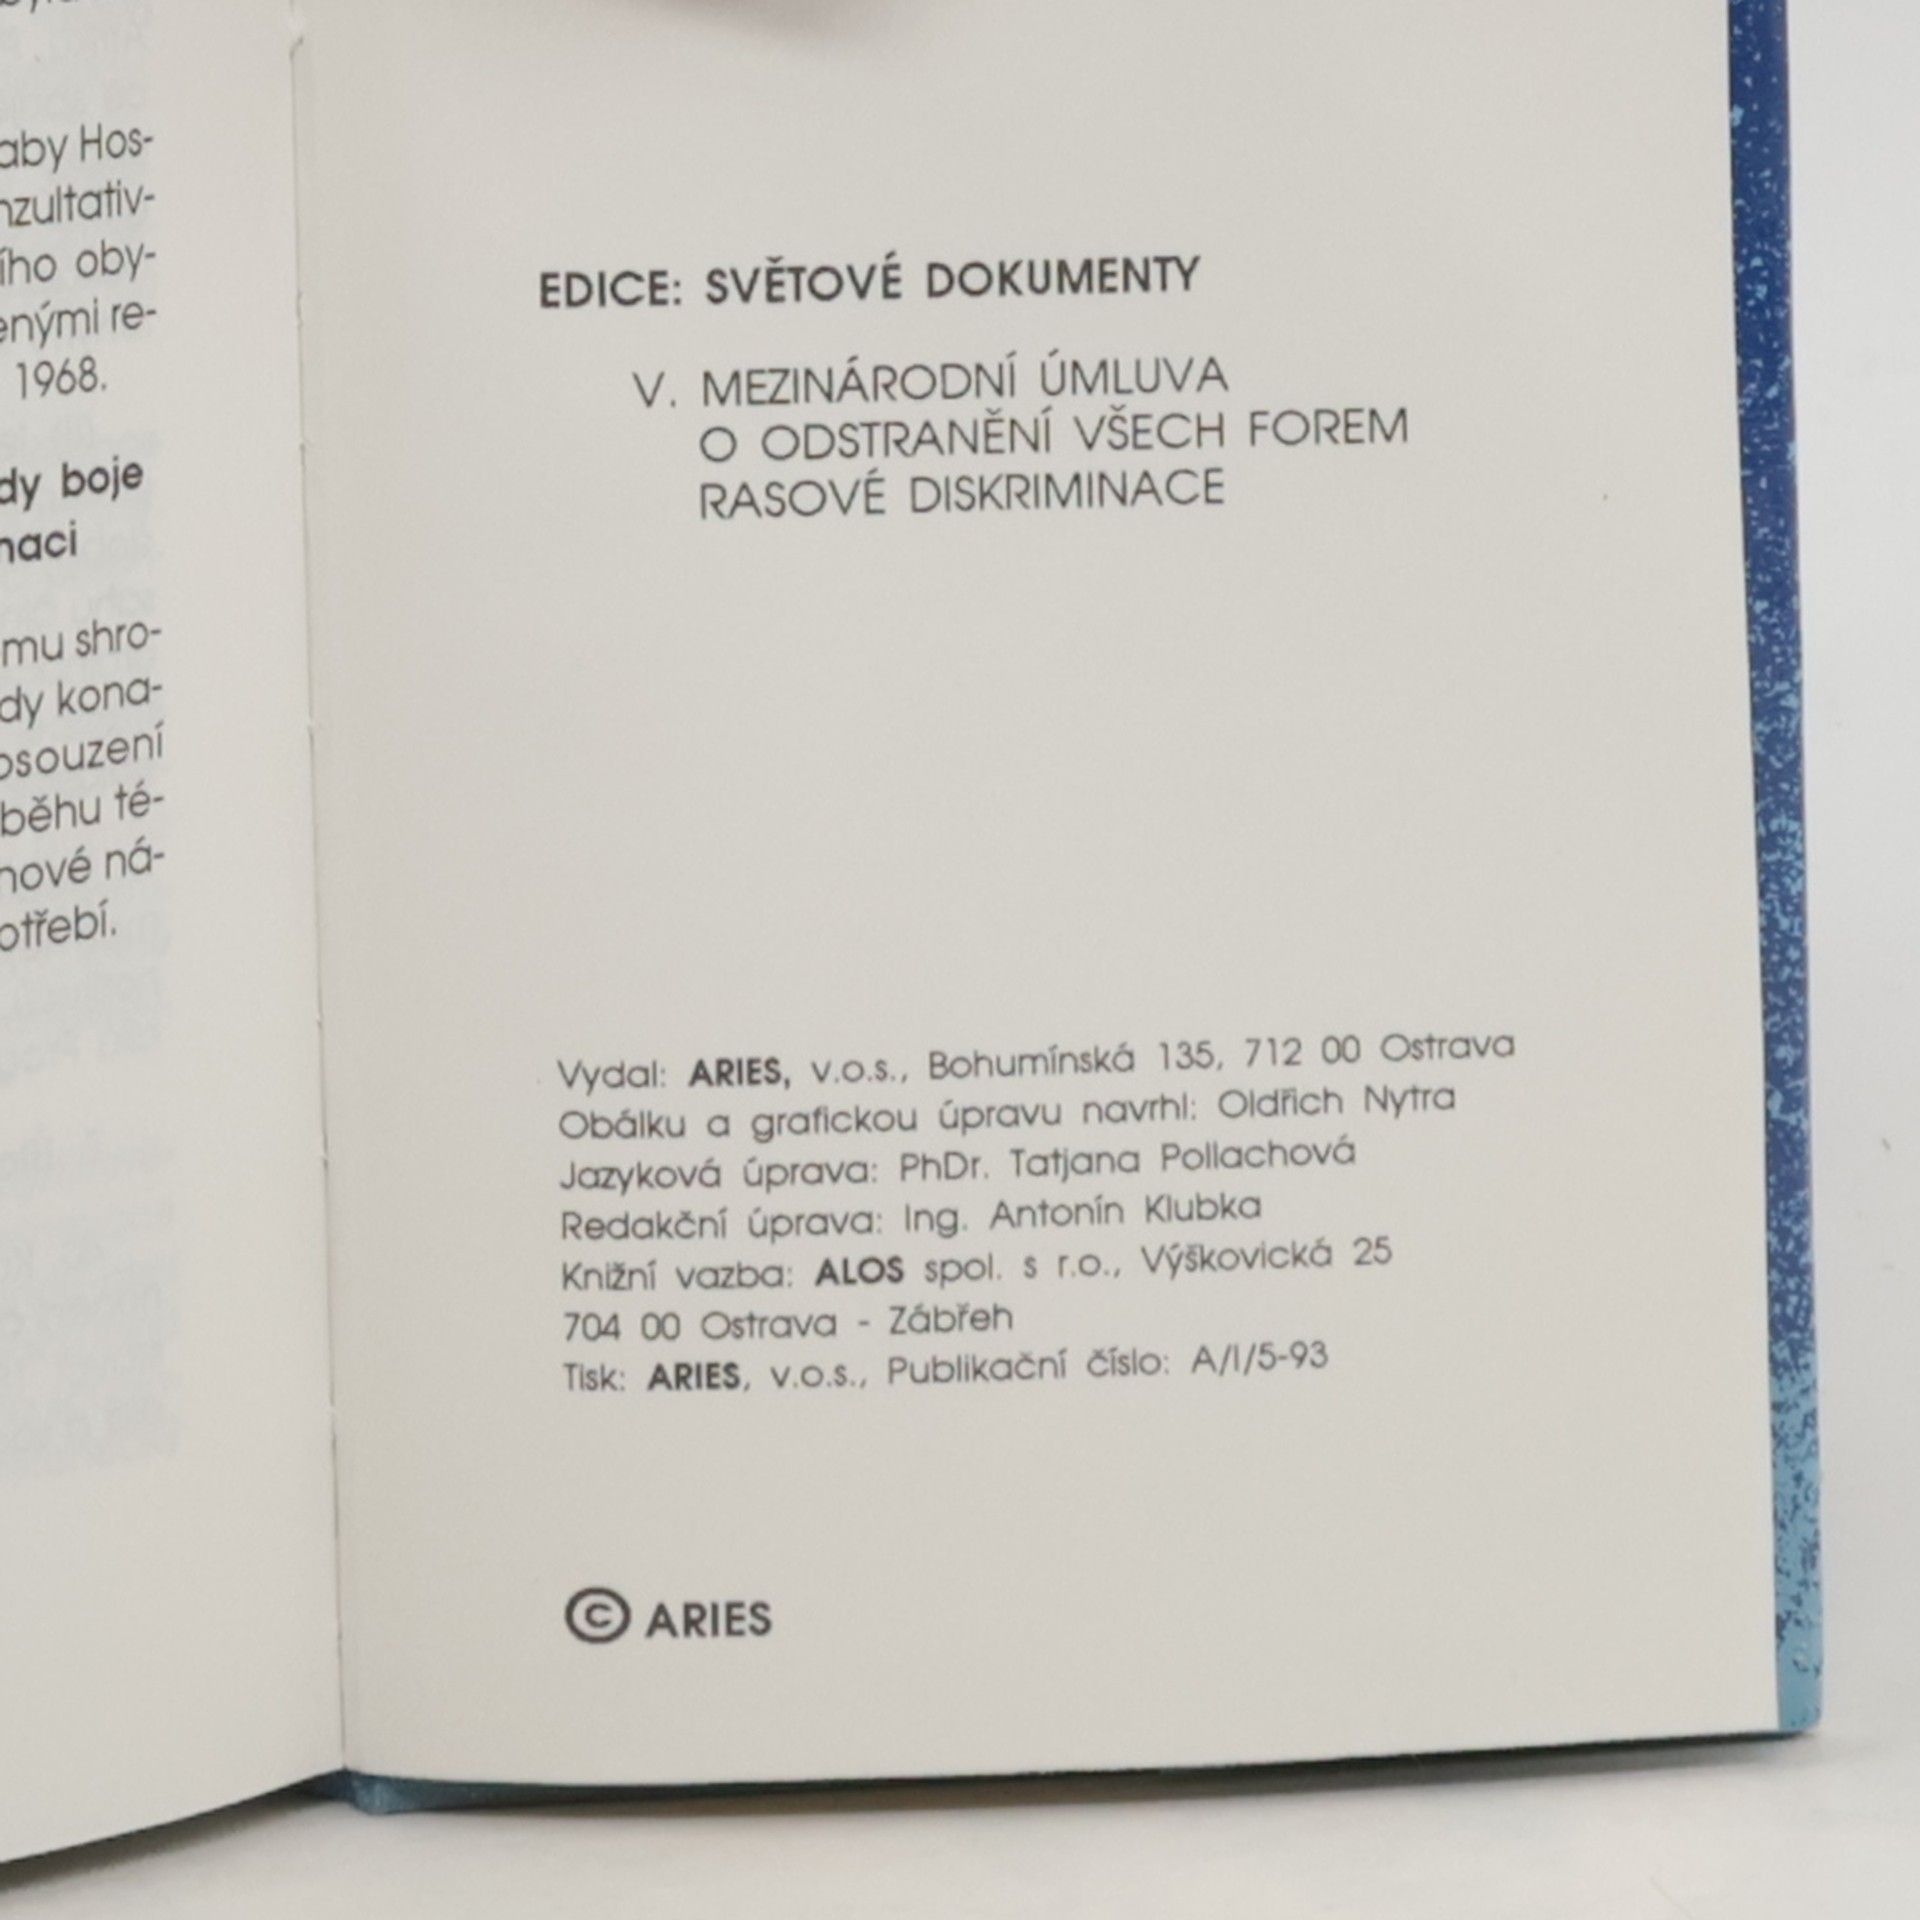 aby Hos-
nzultativ-
ího oby-
enými re-
1968.
dy boje
naci
mu shro-
dy kona-
osouzení
běhu té-
nové ná-
otřebí.
EDICE: SVĚTOVÉ DOKUMENTY
V. MEZINÁRODNÍ ÚMLUVA
O ODSTRANĚNÍ VŠECH FOREM
RASOVÉ DISKRIMINACE
Vydal: ARIES, v.o.s., Bohumínská 135, 712 00 Ostrava
Obálku a grafickou úpravu navrhl: Oldřich Nytra
Jazyková úprava: PhDr. Tatjana Pollachová
Redakční úprava: Ing. Antonín Klubka
Knižní vazba: ALOS spol. s r.o., Výškovická 25
704 00 Ostrava - Zábřeh
Tisk: ARIES, v.o.s., Publikační číslo: A/I/5-93
© ARIES